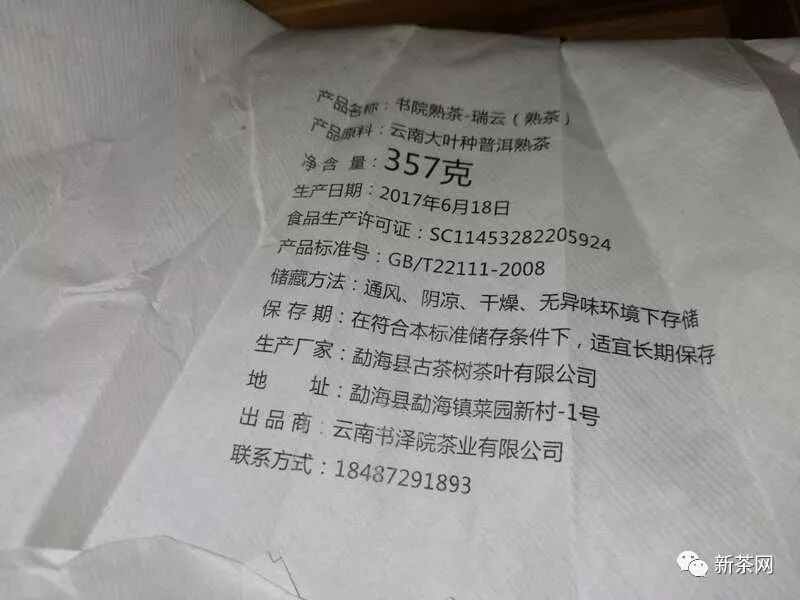 产品名称：书院熟茶-瑞云（熟茶）
产品原料：云南大叶种普洱熟茶
净含量：357克
生产日期：2017年6月18日
食品生产许可证：SC11453282205924
产品标准号：GB/T22111-2008
储藏方法：通风、阴凉、干燥、无异味环境下存储
保存期：在符合本标准储存条件下，适宜长期保存
生产厂家：勐海县古茶树茶叶有限公司
地 址：勐海县勐海镇菜园新村-1号
出品商：云南书泽院茶业有限公司
联系方式：18487291893
新茶网